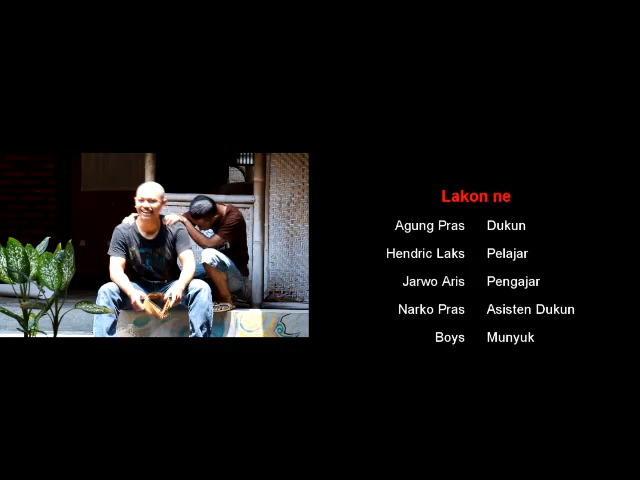 Lakon ne
Agung Pras Dukun
Hendric Laks Pelajar
Jarwo Aris Pengajar
Narko Pras Asisten Dukun
Boys Munyuk